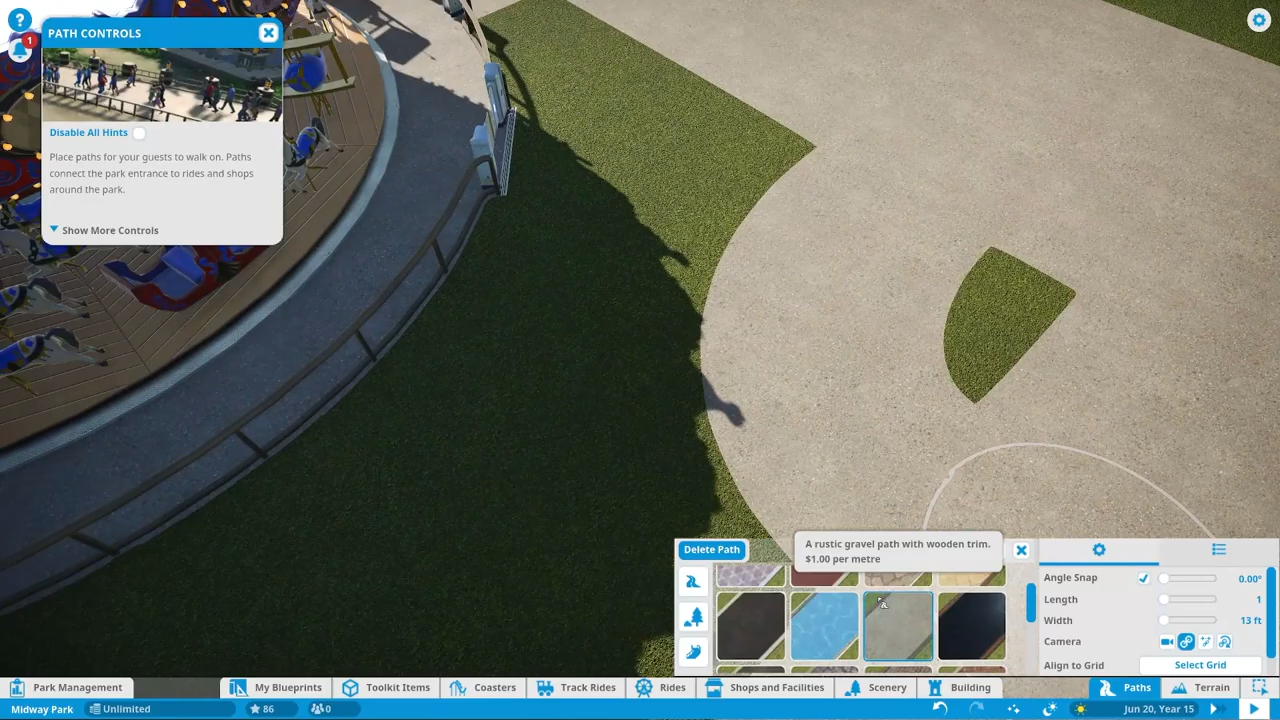 ?
1
PATH CONTROLS
Disable All Hints
Place paths for your guests to walk on. Paths
connect the park entrance to rides and shops
around the park.
Show More Controls
Delete Path
A rustic gravel path with wooden trim.
$1.00 per metre
Angle Snap
0.00°
Length
1
Width
13 ft
Camera
Align to Grid
Select Grid
Park Management
My Blueprints
Toolkit Items
Coasters
Track Rides
Rides
Shops and Facilities
Scenery
Building
Paths
Terrain
Midway Park
Unlimited
86
0
Jun 20, Year 15